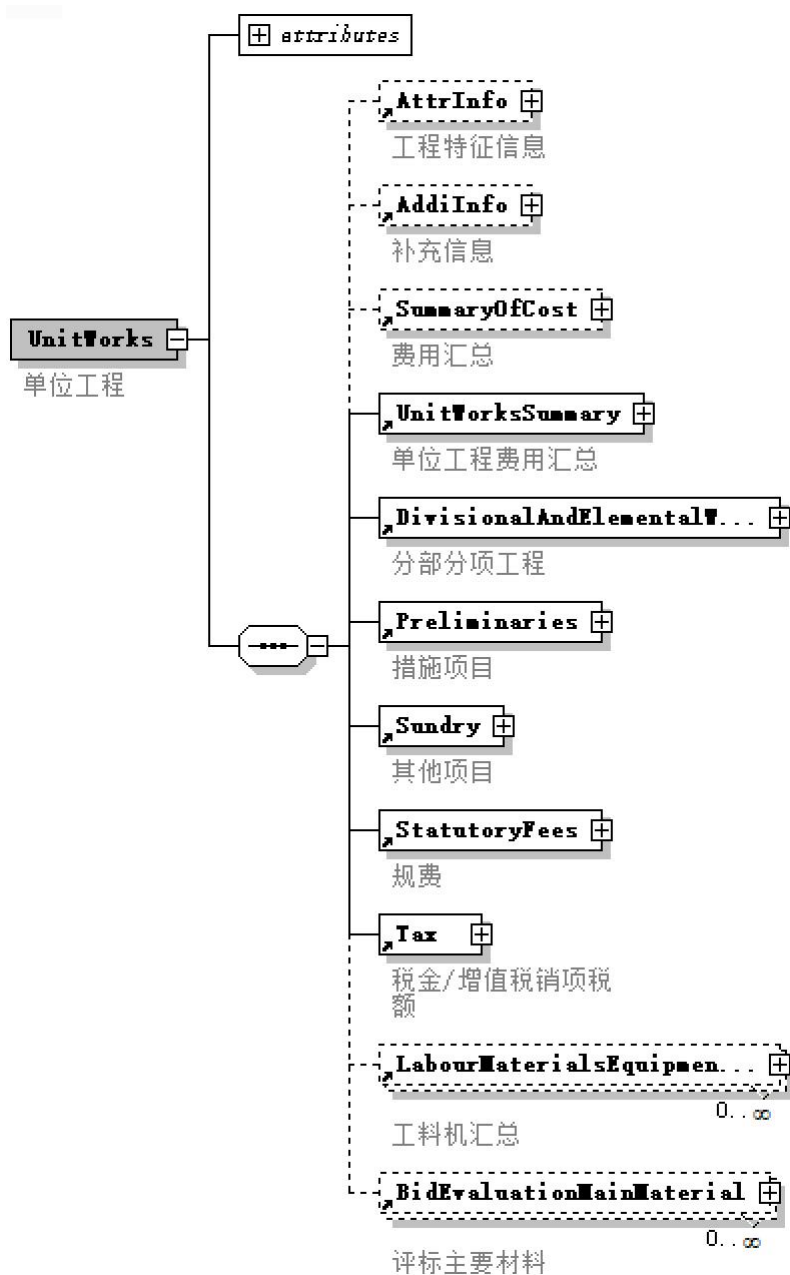 attributes
AttrInfo
工程特征信息
AddiInfo
补充信息
SummaryOfCost
费用汇总
UnitWorks
单位工程
UnitWorksSummary
单位工程费用汇总
DivisionalAndElementalW...
分部分项工程
Preliminaries
措施项目
Sundry
其他项目
StatutoryFees
规费
Tax
税金/增值税销项税
额
LabourMaterialsEquipmen...
0..∞
工料机汇总
BidEvaluationMainMaterial
0..∞
评标主要材料